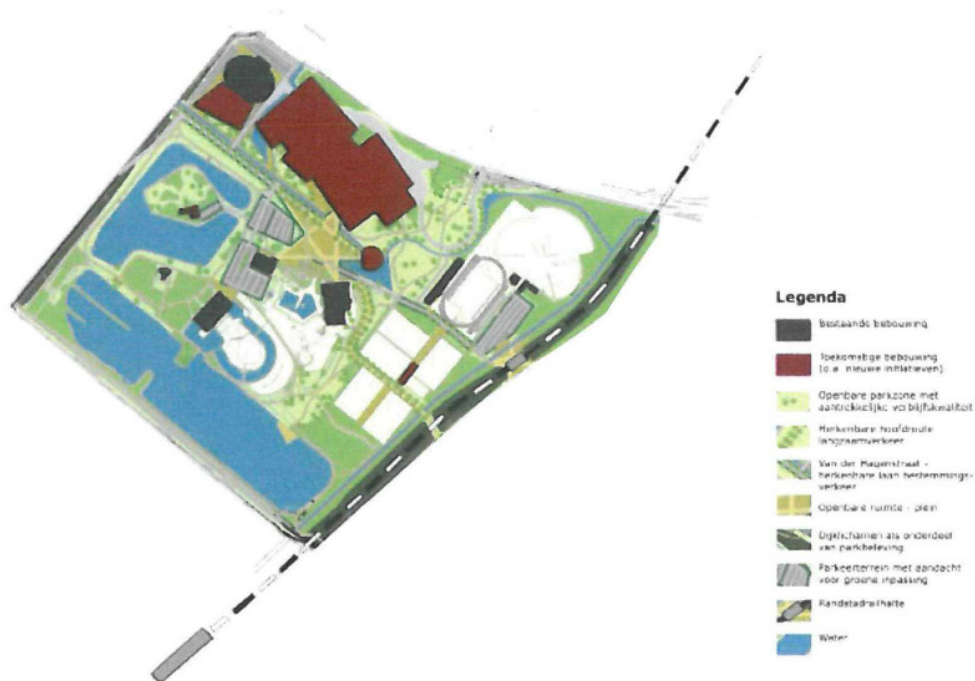 Legenda
Bestaande bebouwing
Toekomstige bebouwing
(o.a. nieuwe initiatieven)
Openbare parkzone met
aantrekkelijke verblijfskwaliteit
Herkenbare hoofdroute
langzaamverkeer
Van der Hagenstraat -
herkenbare laan bestemmings-
verkeer
Openbare ruimte - plein
Dijklichamen als onderdeel
van parkbeleving
Parkeerterrein met aandacht
voor groene inpassing
Randstadrailhalte
Water